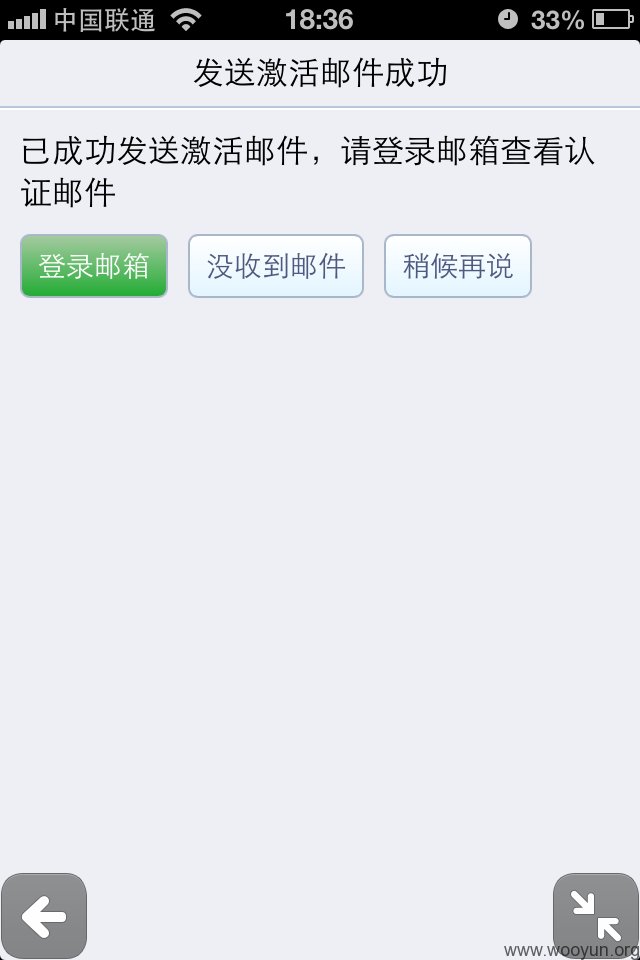 中国联通 18:36 33%
发送激活邮件成功
已成功发送激活邮件，请登录邮箱查看认
证邮件
登录邮箱 没收到邮件 稍候再说
www.wooyun.org